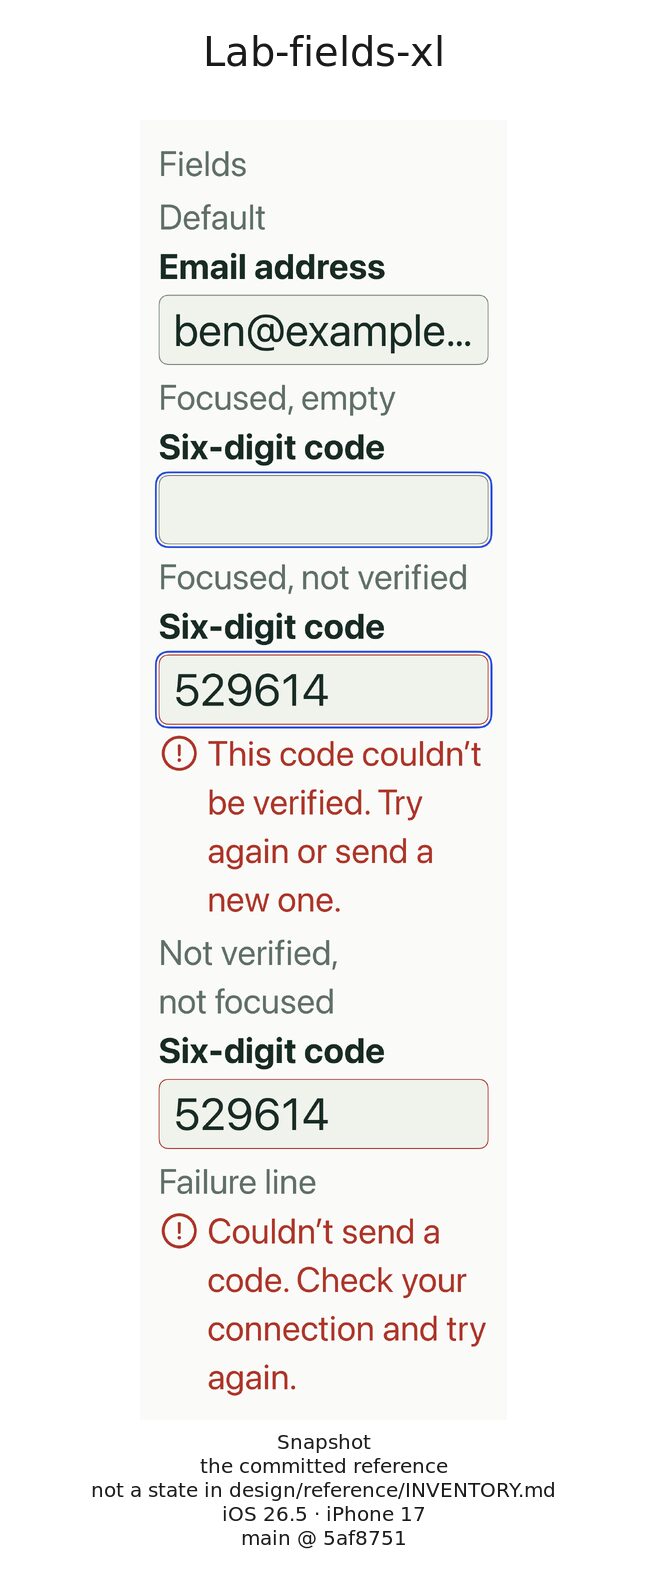 Lab-fields-xl
Fields
Default
Email address
ben@example…
Focused, empty
Six-digit code
Focused, not verified
Six-digit code
529614
This code couldn’t
be verified. Try
again or send a
new one.
Not verified,
not focused
Six-digit code
529614
Failure line
Couldn’t send a
code. Check your
connection and try
again.
Snapshot
the committed reference
not a state in design/reference/INVENTORY.md
iOS 26.5 · iPhone 17
main @ 5af8751